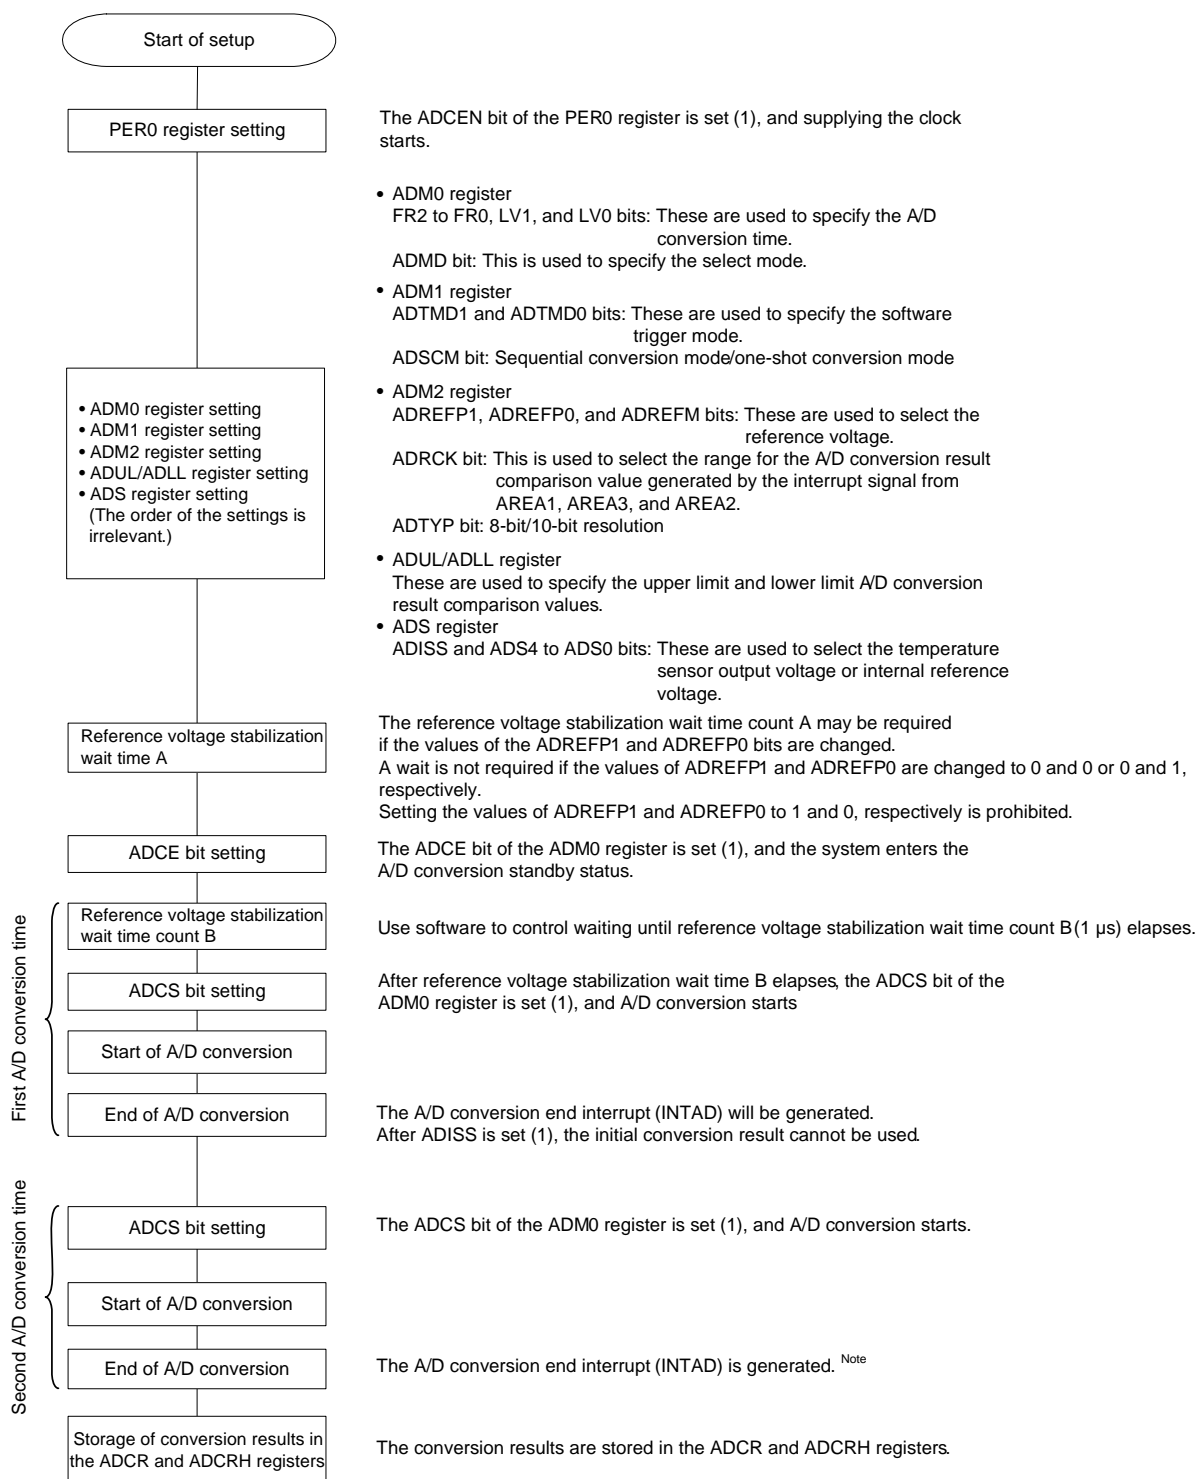 Start of setup
PER0 register setting
The ADCEN bit of the PER0 register is set (1), and supplying the clock
starts.
• ADM0 register
FR2 to FR0, LV1, and LV0 bits: These are used to specify the A/D
conversion time.
ADMD bit: This is used to specify the select mode.
• ADM1 register
ADTMD1 and ADTMD0 bits: These are used to specify the software
trigger mode.
ADSCM bit: Sequential conversion mode/one-shot conversion mode
• ADM0 register setting
• ADM1 register setting
• ADM2 register setting
• ADUL/ADLL register setting
• ADS register setting
(The order of the settings is
irrelevant.)
• ADM2 register
ADREFP1, ADREFP0, and ADREFM bits: These are used to select the
reference voltage.
ADRCK bit: This is used to select the range for the A/D conversion result
comparison value generated by the interrupt signal from
AREA1, AREA3, and AREA2.
ADTYP bit: 8-bit/10-bit resolution
• ADUL/ADLL register
These are used to specify the upper limit and lower limit A/D conversion
result comparison values.
• ADS register
ADISS and ADS4 to ADS0 bits: These are used to select the temperature
sensor output voltage or internal reference
voltage.
Reference voltage stabilization
wait time A
The reference voltage stabilization wait time count A may be required
if the values of the ADREFP1 and ADREFP0 bits are changed.
A wait is not required if the values of ADREFP1 and ADREFP0 are changed to 0 and 0 or 0 and 1,
respectively.
Setting the values of ADREFP1 and ADREFP0 to 1 and 0, respectively is prohibited.
ADCE bit setting
The ADCE bit of the ADM0 register is set (1), and the system enters the
A/D conversion standby status.
First A/D conversion time
Reference voltage stabilization
wait time count B
Use software to control waiting until reference voltage stabilization wait time count B (1 μs) elapses.
ADCS bit setting
After reference voltage stabilization wait time B elapses, the ADCS bit of the
ADM0 register is set (1), and A/D conversion starts
Start of A/D conversion
End of A/D conversion
The A/D conversion end interrupt (INTAD) will be generated.
After ADISS is set (1), the initial conversion result cannot be used.
Second A/D conversion time
ADCS bit setting
The ADCS bit of the ADM0 register is set (1), and A/D conversion starts.
Start of A/D conversion
End of A/D conversion
The A/D conversion end interrupt (INTAD) is generated. Note
Storage of conversion results in
the ADCR and ADCRH registers
The conversion results are stored in the ADCR and ADCRH registers.